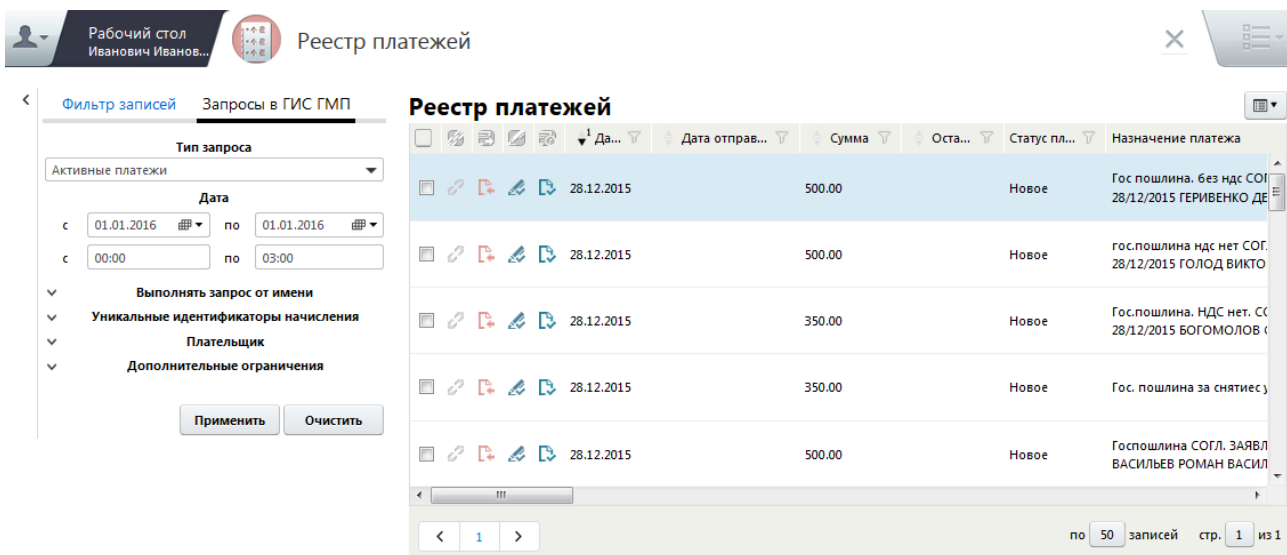 Рабочий стол
Иванович Иванов...
Реестр платежей
Фильтр записей Запросы в ГИС ГМП
Тип запроса
Активные платежи
Дата
с 01.01.2016 по 01.01.2016
с 00:00 по 03:00
Выполнять запрос от имени
Уникальные идентификаторы начисления
Плательщик
Дополнительные ограничения
Применить Очистить
Реестр платежей
1 Да... Дата отправ... Сумма Оста... Статус пл... Назначение платежа
28.12.2015 500.00 Новое Гос пошлина. без ндс СОГ
28/12/2015 ГЕРИВЕНКО ДЕ
28.12.2015 500.00 Новое гос.пошлина ндс нет СОГ.
28/12/2015 ГОЛОД ВИКТО
28.12.2015 350.00 Новое Гос.пошлина. НДС нет. СО
28/12/2015 БОГОМОЛОВ
28.12.2015 350.00 Новое Гос. пошлина за снятиес у
28.12.2015 500.00 Новое Госпошлина СОГЛ. ЗАЯВЛ
ВАСИЛЬЕВ РОМАН ВАСИЛ
1
по 50 записей стр. 1 из 1